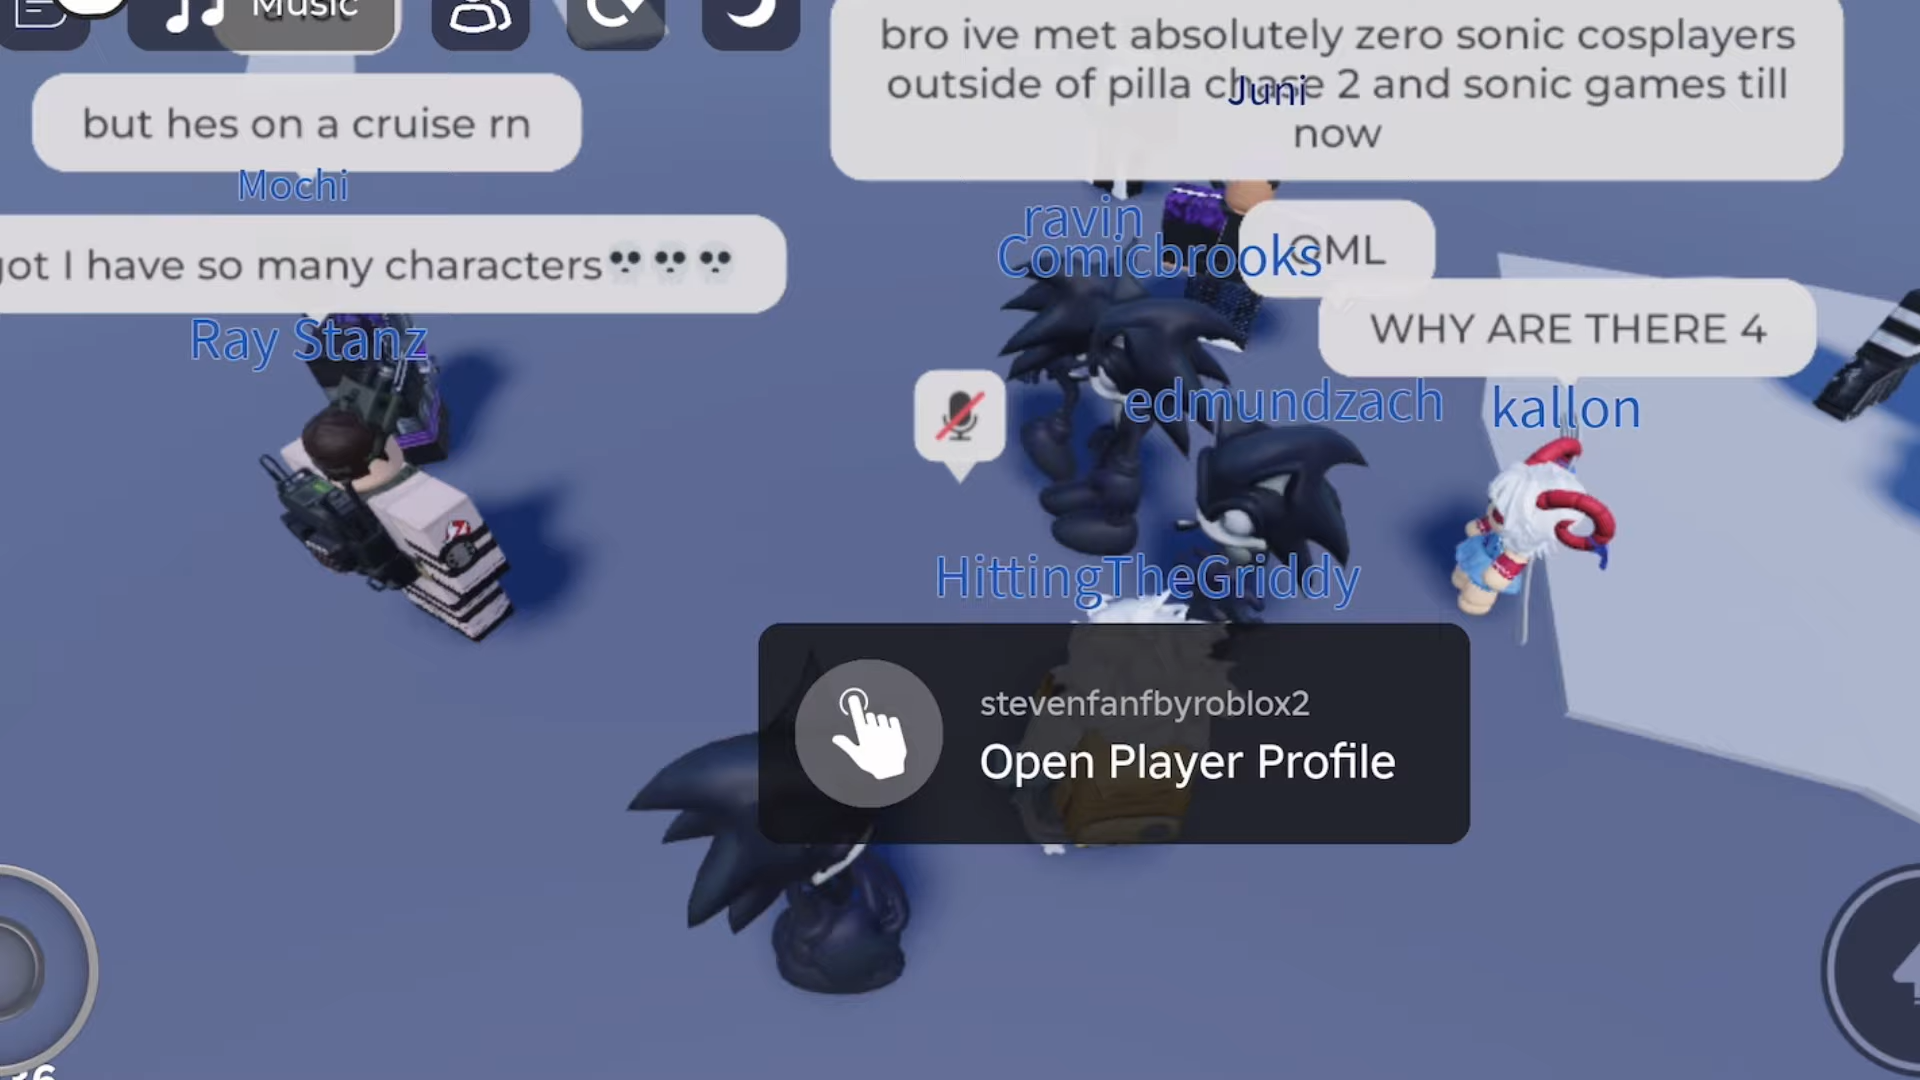 Music
bro ive met absolutely zero sonic cosplayers
outside of pilla chase 2 and sonic games till
now
Juni
but hes on a cruise rn
Mochi
got I have so many characters💀💀💀
Ray Stanz
ravin
Comicbrooks
OML
WHY ARE THERE 4
edmundzach
kallon
HittingTheGriddy
stevenfanfbyroblox2
Open Player Profile